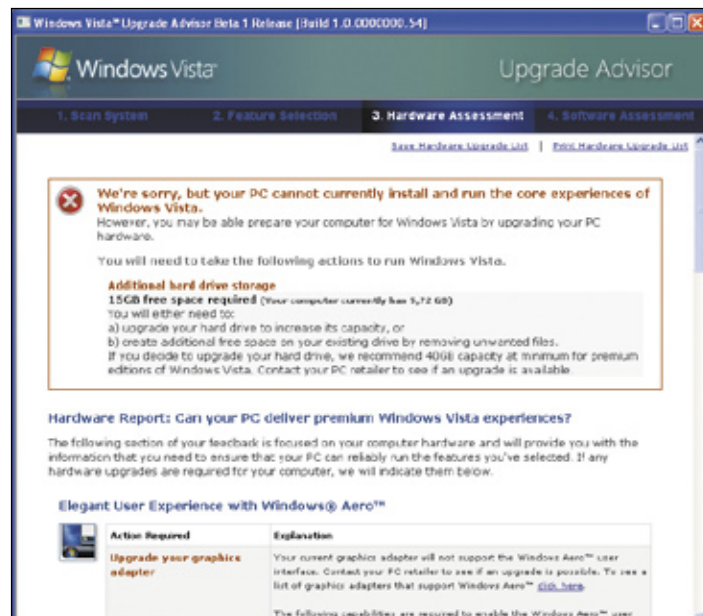 Windows Vista™ Upgrade Advisor Beta 1 Release [Build 1.0.0000000.54]
Windows Vista™
Upgrade Advisor
1. Scan System 2. Feature Selection 3. Hardware Assessment 4. Software Assessment
Save Hardware Upgrade List | Print Hardware Upgrade List
We're sorry, but your PC cannot currently install and run the core experiences of
Windows Vista.
However, you may be able prepare your computer for Windows Vista by upgrading your PC
hardware.
You will need to take the following actions to run Windows Vista.
Additional hard drive storage
15GB free space required (Your computer currently has 5,72 GB)
You will either need to:
a) upgrade your hard drive to increase its capacity, or
b) create additional free space on your existing drive by removing unwanted files.
If you decide to upgrade your hard drive, we recommend 40GB capacity at minimum for premium
editions of Windows Vista. Contact your PC retailer to see if an upgrade is available.
Hardware Report: Can your PC deliver premium Windows Vista experiences?
The following section of your feedback is focused on your computer hardware and will provide you with the
information that you need to ensure that your PC can reliably run the features you've selected. If any
hardware upgrades are required for your computer, we will indicate them below.
Elegant User Experience with Windows® Aero™
Action Required Explanation
Upgrade your graphics
adapter
Your current graphics adapter will not support the Windows Aero™ user
interface. Contact your PC retailer to see if an upgrade is possible. To see a
list of graphics adapters that support Windows Aero™ click here.
The following capabilities are required to enable the Windows Aero™ user